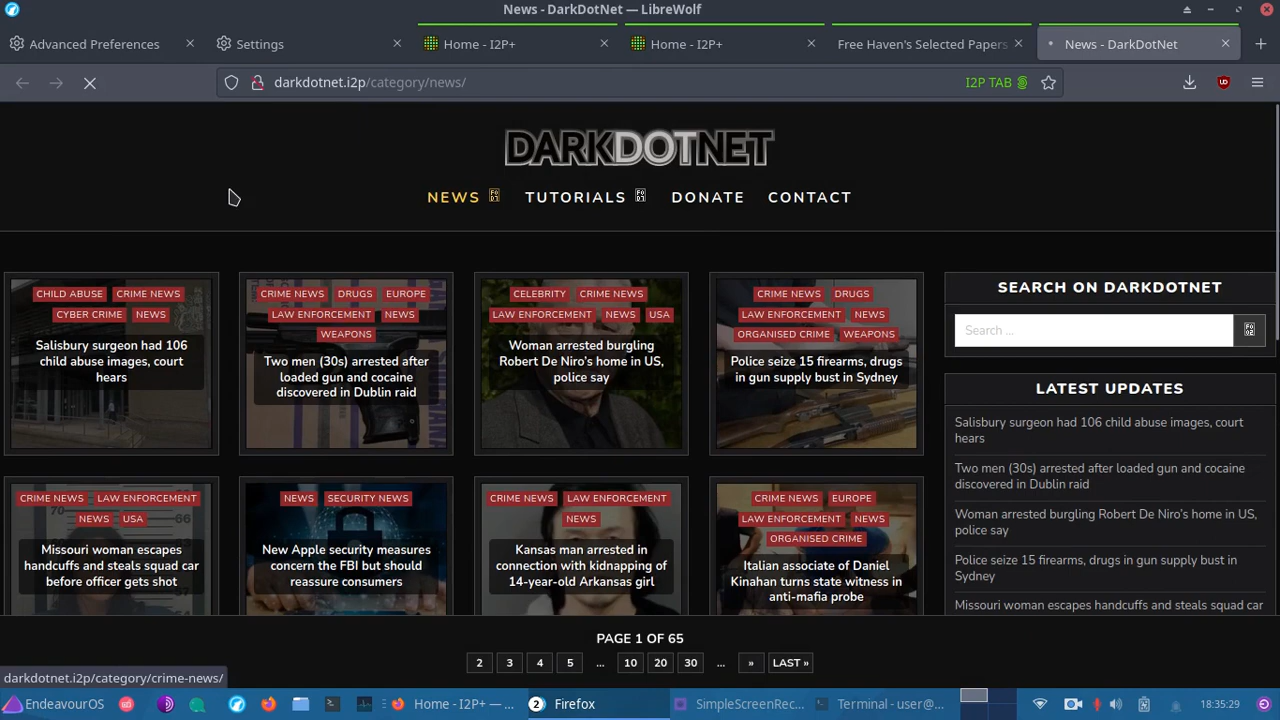 News - DarkDotNet — LibreWolf
Advanced Preferences
Settings
Home - I2P+
Home - I2P+
Free Haven's Selected Papers
News - DarkDotNet
darkdotnet.i2p/category/news/
I2P TAB
DARKDOTNET
NEWS
TUTORIALS
DONATE
CONTACT
CHILD ABUSE CRIME NEWS
CYBER CRIME NEWS
Salisbury surgeon had 106
child abuse images, court
hears
CRIME NEWS DRUGS EUROPE
LAW ENFORCEMENT NEWS
WEAPONS
Two men (30s) arrested after
loaded gun and cocaine
discovered in Dublin raid
CELEBRITY CRIME NEWS
LAW ENFORCEMENT NEWS USA
Woman arrested burgling
Robert De Niro's home in US,
police say
CRIME NEWS DRUGS
LAW ENFORCEMENT NEWS
ORGANISED CRIME WEAPONS
Police seize 15 firearms, drugs
in gun supply bust in Sydney
SEARCH ON DARKDOTNET
Search ...
LATEST UPDATES
Salisbury surgeon had 106 child abuse images, court
hears
Two men (30s) arrested after loaded gun and cocaine
discovered in Dublin raid
Woman arrested burgling Robert De Niro's home in US,
police say
Police seize 15 firearms, drugs in gun supply bust in
Sydney
Missouri woman escapes handcuffs and steals squad car
CRIME NEWS LAW ENFORCEMENT
NEWS USA
Missouri woman escapes
handcuffs and steals squad car
before officer gets shot
NEWS SECURITY NEWS
New Apple security measures
concern the FBI but should
reassure consumers
CRIME NEWS LAW ENFORCEMENT
NEWS
Kansas man arrested in
connection with kidnapping of
14-year-old Arkansas girl
CRIME NEWS EUROPE
LAW ENFORCEMENT NEWS
ORGANISED CRIME
Italian associate of Daniel
Kinahan turns state witness in
anti-mafia probe
PAGE 1 OF 65
2 3 4 5 ... 10 20 30 ... » LAST »
darkdotnet.i2p/category/crime-news/
EndeavourOS
Home - I2P+ — ...
2 Firefox
SimpleScreenRec...
Terminal - user@...
18:35:29